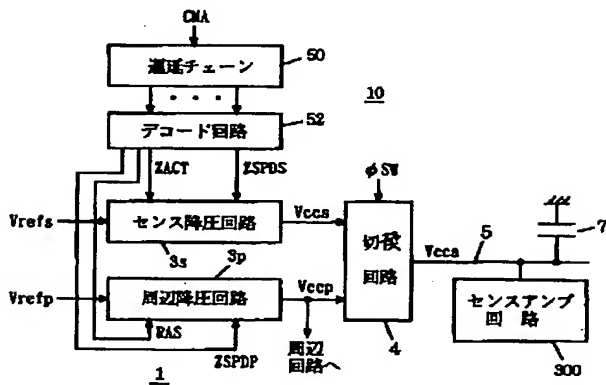 CMA
50
遅延チェーン
10
・・・
52
デコード回路
ZACT
ZSPDS
φSW
Vrefs
センス降圧回路
Vccs
3s
3p
切換
回路
Vcca
5
7
Vrefp
周辺降圧回路
Vccp
センスアンプ
回路
RAS
周辺
回路へ
4
300
1
ZSPDP